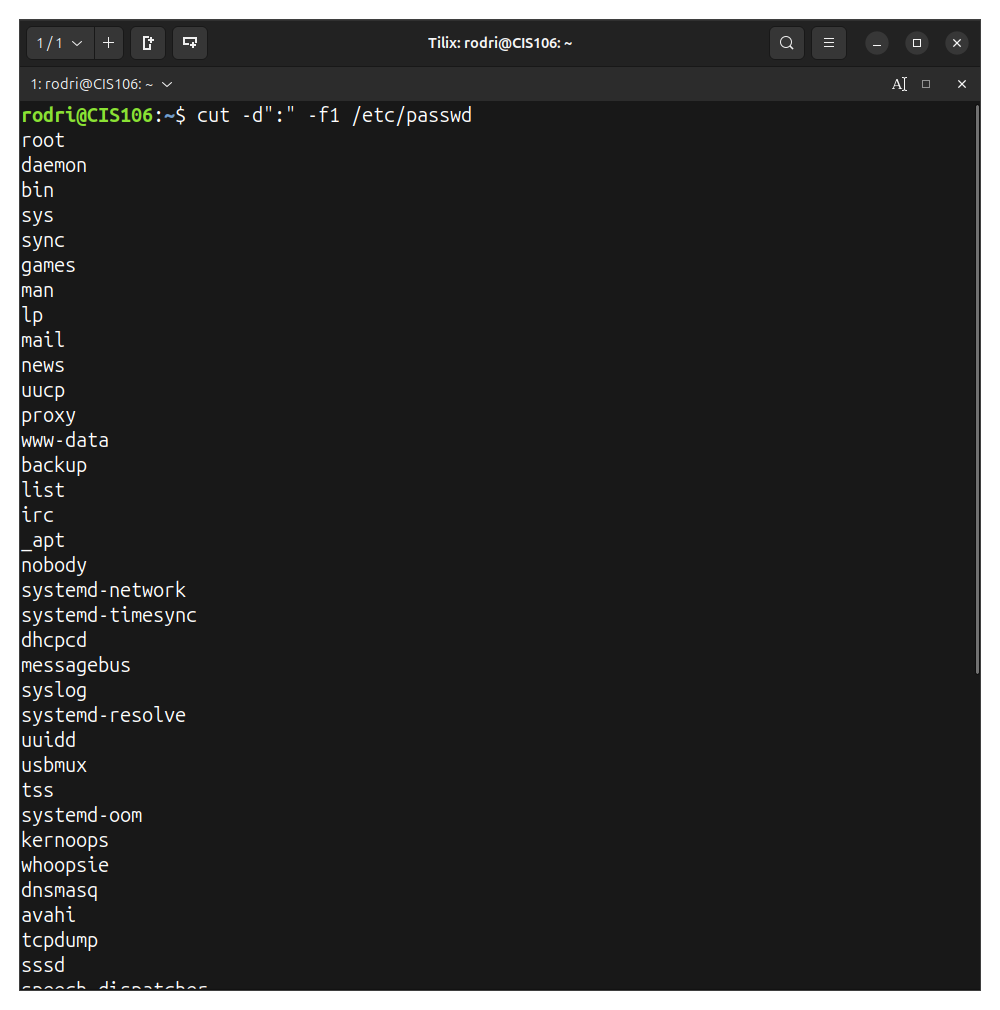 1 / 1
Tilix: rodri@CIS106: ~
1: rodri@CIS106: ~
rodri@CIS106:~$ cut -d":" -f1 /etc/passwd
root
daemon
bin
sys
sync
games
man
lp
mail
news
uucp
proxy
www-data
backup
list
irc
_apt
nobody
systemd-network
systemd-timesync
dhcpcd
messagebus
syslog
systemd-resolve
uuidd
usbmux
tss
systemd-oom
kernoops
whoopsie
dnsmasq
avahi
tcpdump
sssd
speech-dispatcher